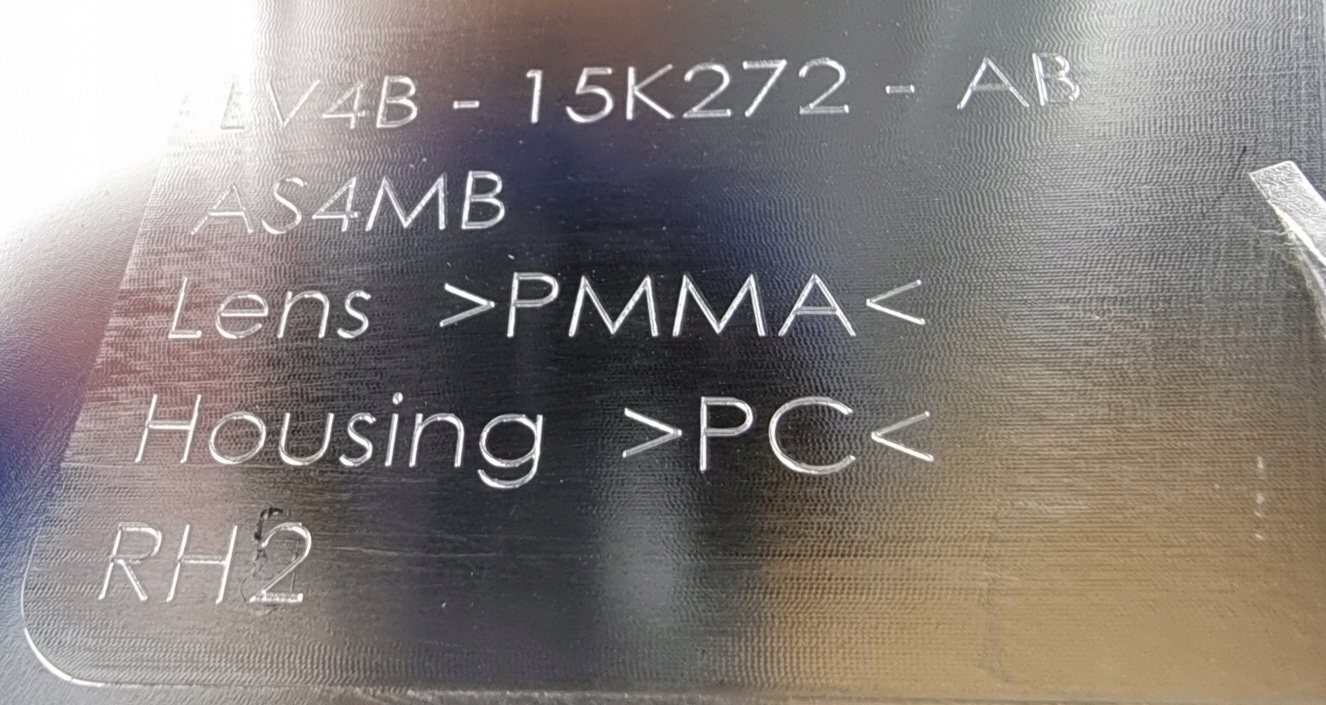 LV4B - 15K272 - AB
AS4MB
Lens >PMMA<
Housing >PC<
RH2